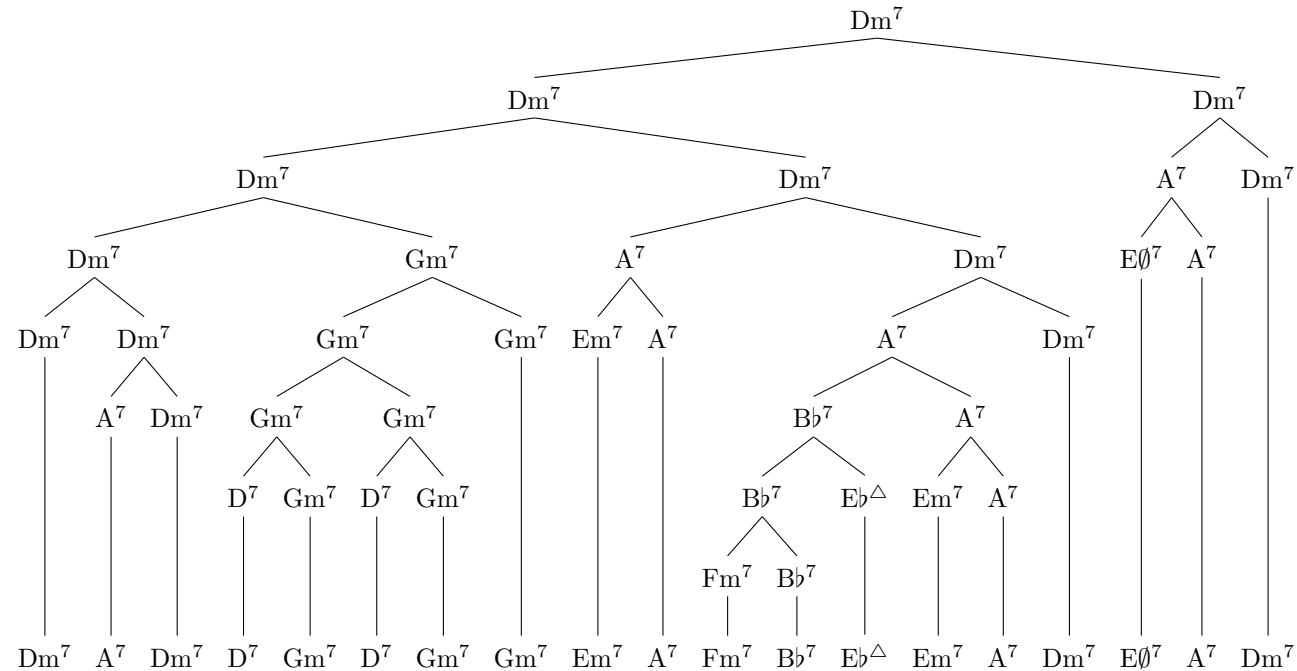 Dm⁷
Dm⁷ Dm⁷
Dm⁷ Dm⁷ A⁷ Dm⁷
Dm⁷ Gm⁷ A⁷ Dm⁷ E∅⁷ A⁷
Dm⁷ Dm⁷ Gm⁷ Gm⁷ Em⁷ A⁷ A⁷ Dm⁷
A⁷ Dm⁷ Gm⁷ Gm⁷ B♭⁷ A⁷
D⁷ Gm⁷ D⁷ Gm⁷ B♭⁷ E♭△ Em⁷ A⁷
Fm⁷ B♭⁷
Dm⁷ A⁷ Dm⁷ D⁷ Gm⁷ D⁷ Gm⁷ Gm⁷ Em⁷ A⁷ Fm⁷ B♭⁷ E♭△ Em⁷ A⁷ Dm⁷ E∅⁷ A⁷ Dm⁷